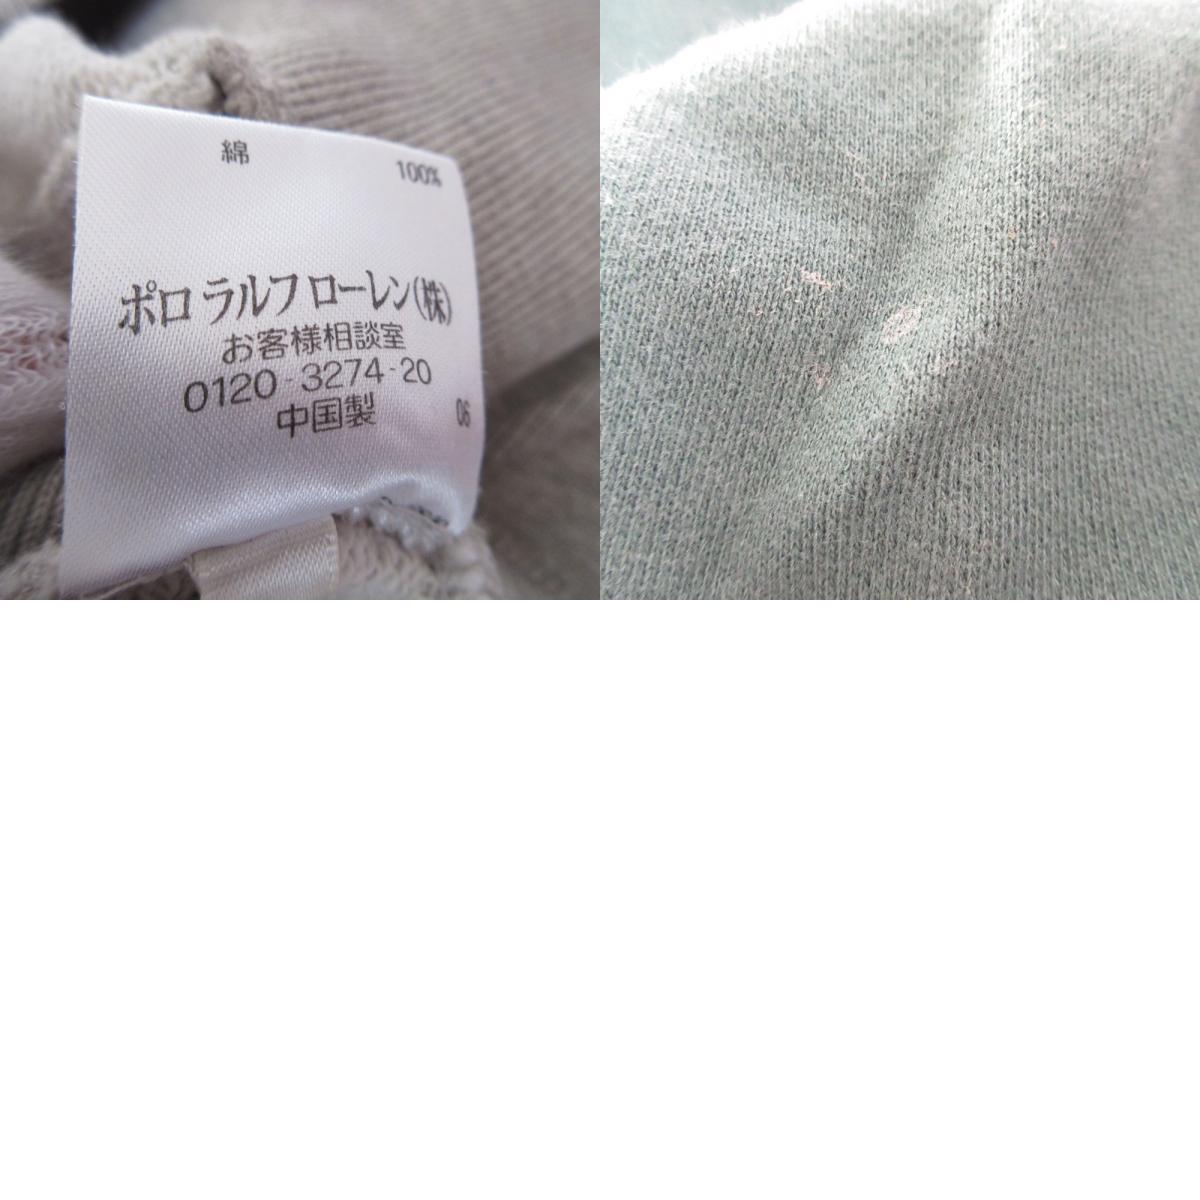 綿 100%
ポロ ラルフ ローレン(株)
お客様相談室
0120-3274-20
中国製 06